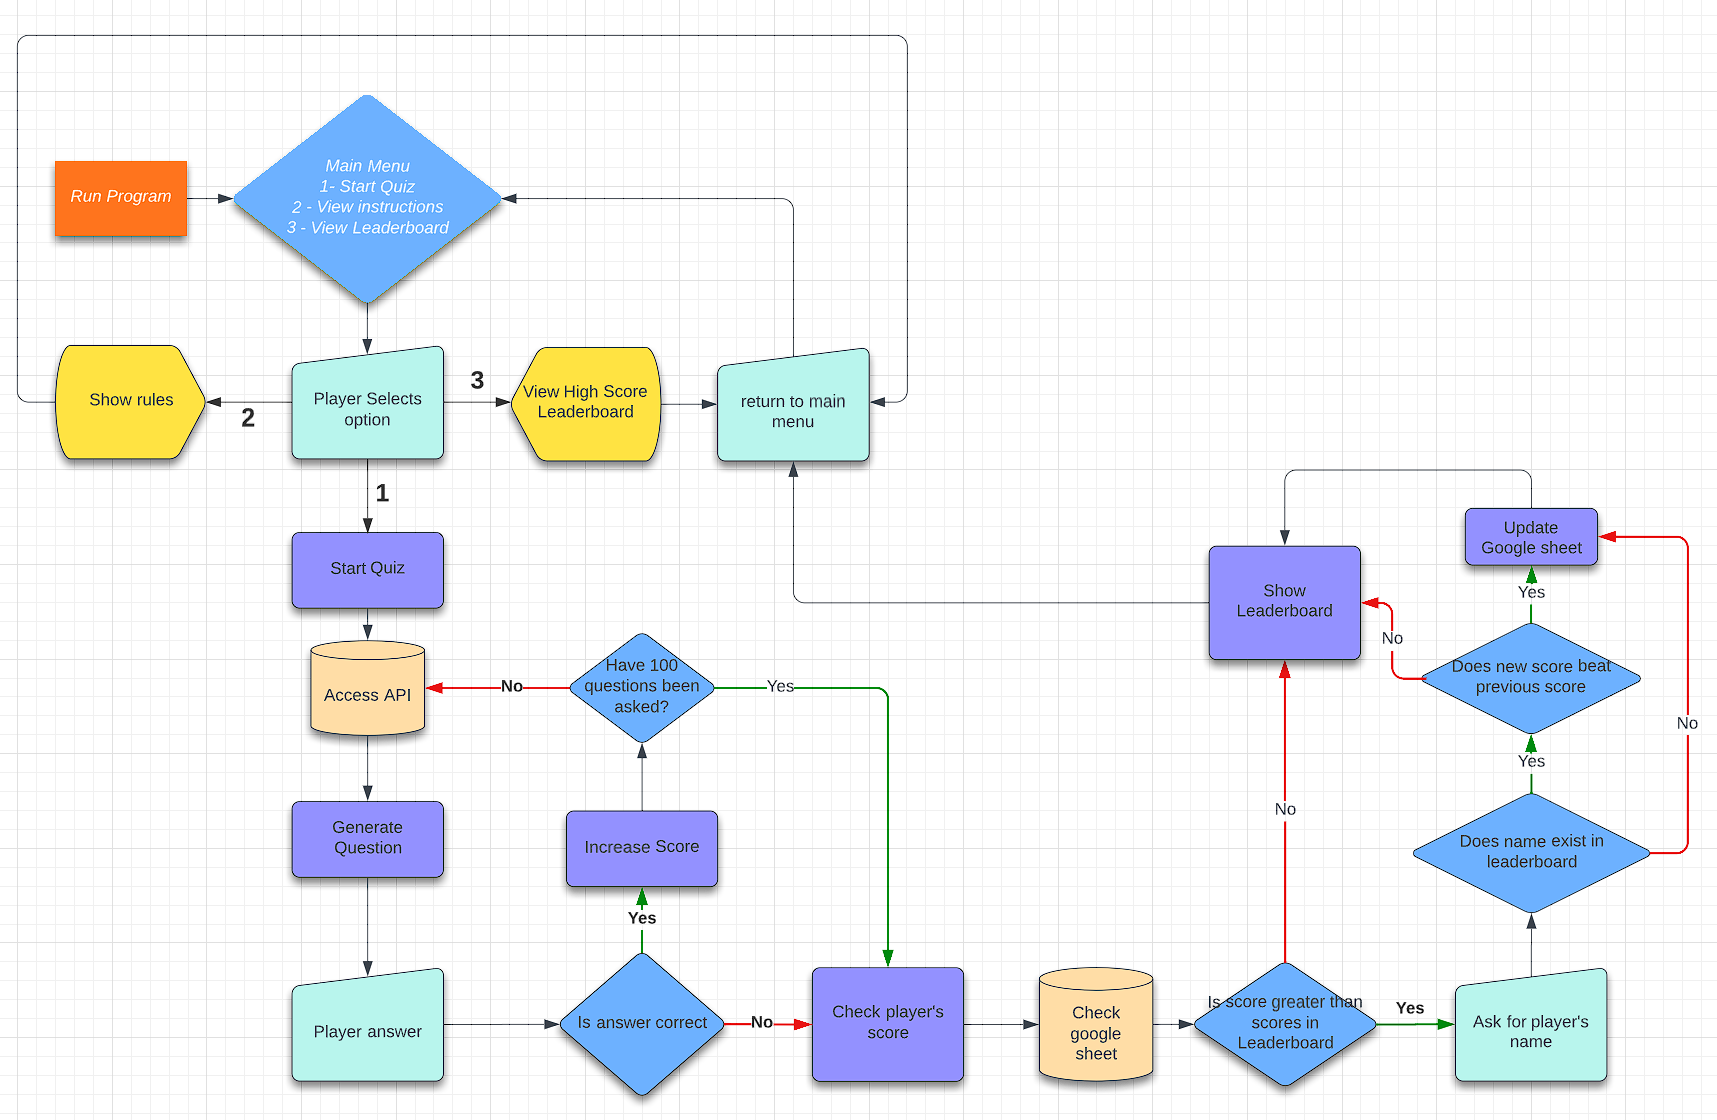 Run Program
Main Menu
1- Start Quiz
2 - View instructions
3 - View Leaderboard
Show rules
2
Player Selects
option
3
View High Score
Leaderboard
return to main
menu
1
Start Quiz
Access API
No
Have 100
questions been
asked?
Yes
Generate
Question
Increase Score
Yes
Player answer
Is answer correct
No
Check player's
score
Check
google
sheet
Is score greater than
scores in
Leaderboard
Yes
Ask for player's
name
No
Does name exist in
leaderboard
No
Yes
Does new score beat
previous score
No
Yes
Update
Google sheet
Show
Leaderboard